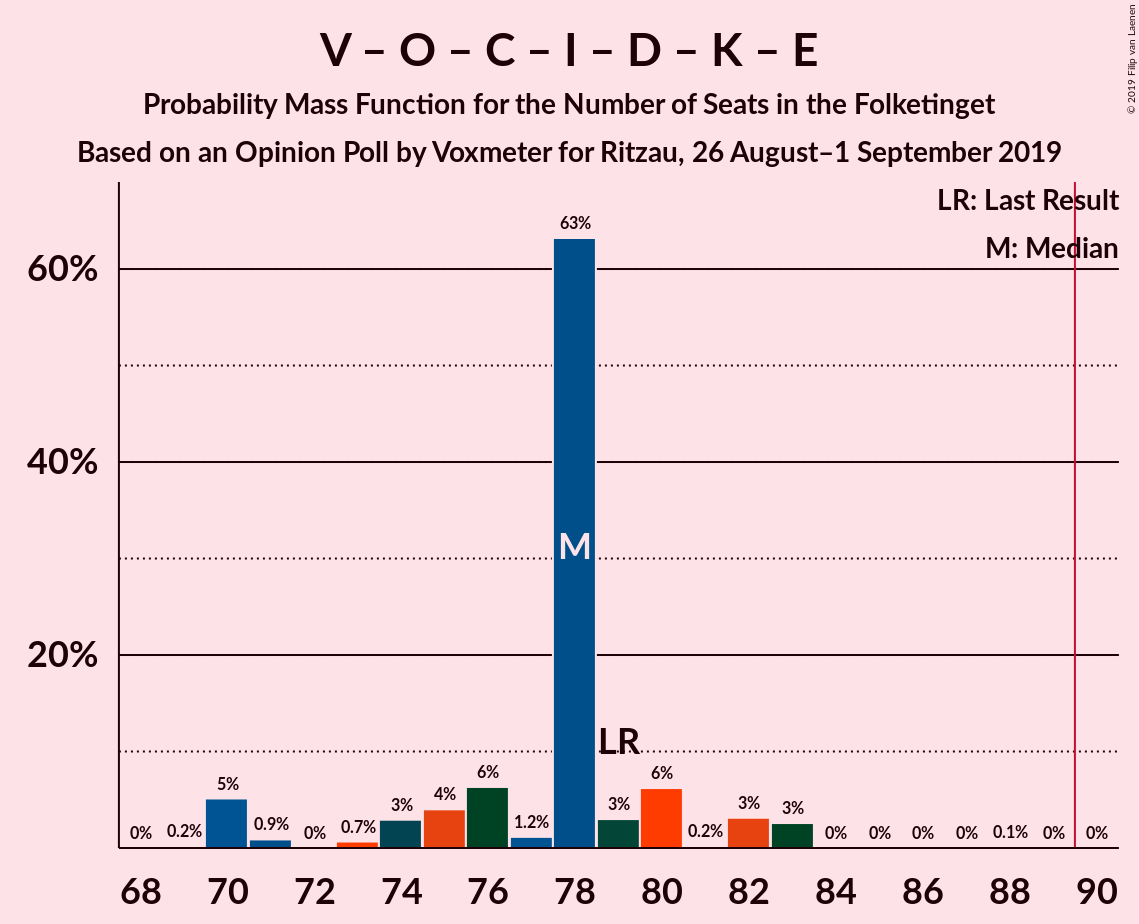 V – O – C – I – D – K – E
Probability Mass Function for the Number of Seats in the Folketinget
Based on an Opinion Poll by Voxmeter for Ritzau, 26 August–1 September 2019
© 2019 Filip van Laenen
LR: Last Result
M: Median
63%
60%
40%
M
20%
LR
5% 6% 6%
0% 0.2% 0.9% 0% 0.7% 3% 4% 1.2% 3% 0.2% 3% 3% 0% 0% 0% 0% 0.1% 0% 0%
68 70 72 74 76 78 80 82 84 86 88 90